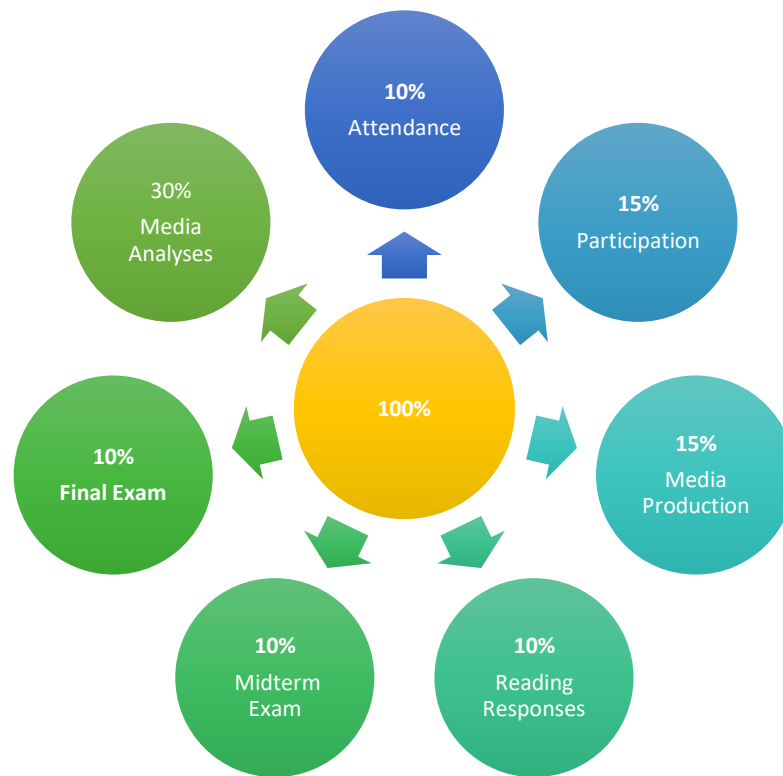 10%
Attendance
15%
Participation
15%
Media
Production
10%
Reading
Responses
10%
Midterm
Exam
10%
Final Exam
30%
Media
Analyses
100%